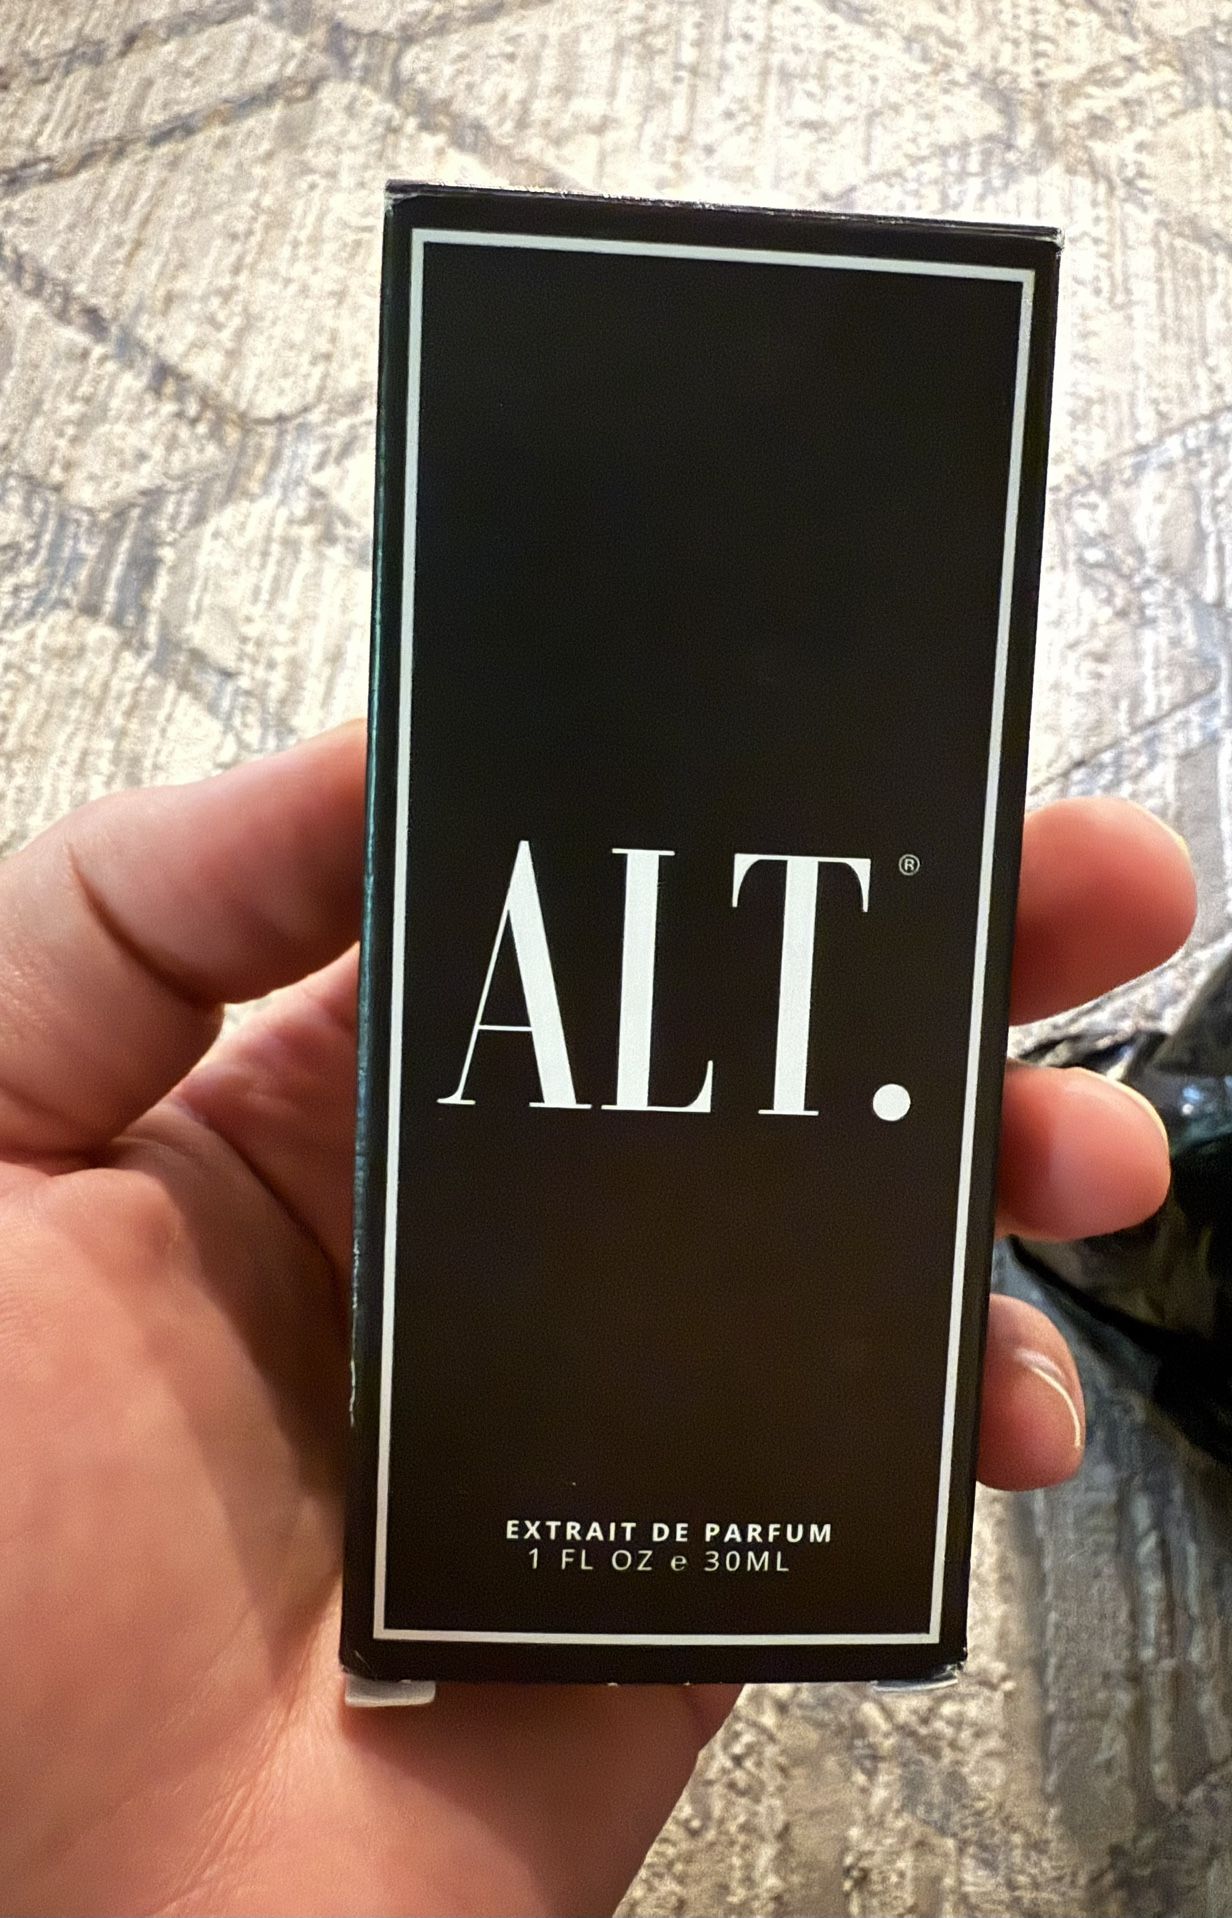 ALT.®
EXTRAIT DE PARFUM
1 FL OZ e 30ML